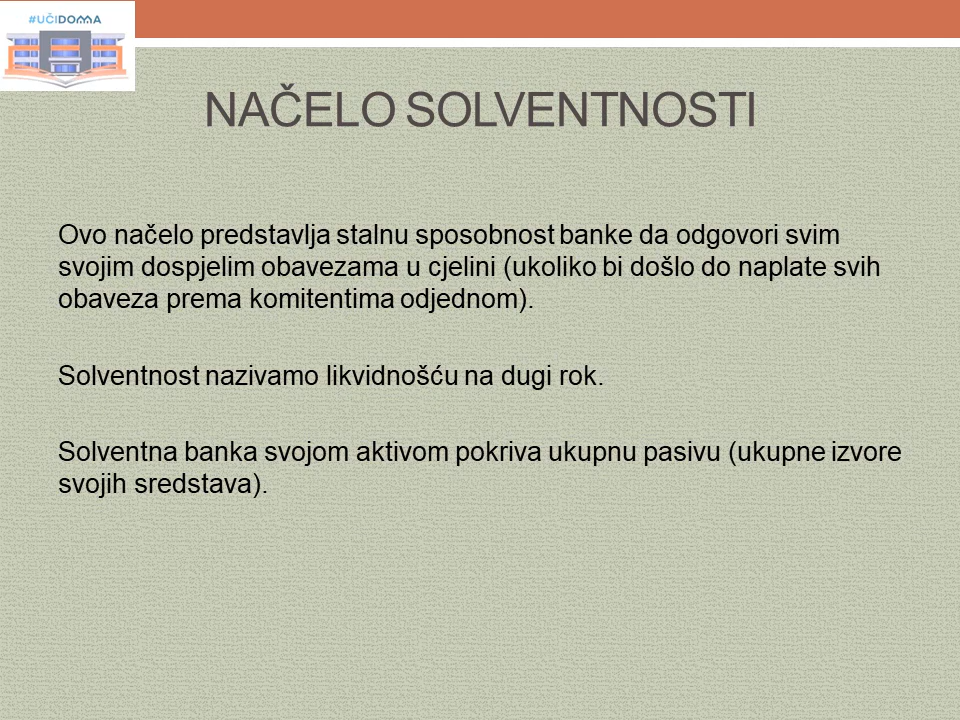 #UČIDOMA
NAČELO SOLVENTNOSTI
Ovo načelo predstavlja stalnu sposobnost banke da odgovori svim
svojim dospjelim obavezama u cjelini (ukoliko bi došlo do naplate svih
obaveza prema komitentima odjednom).
Solventnost nazivamo likvidnošću na dugi rok.
Solventna banka svojom aktivom pokriva ukupnu pasivu (ukupne izvore
svojih sredstava).